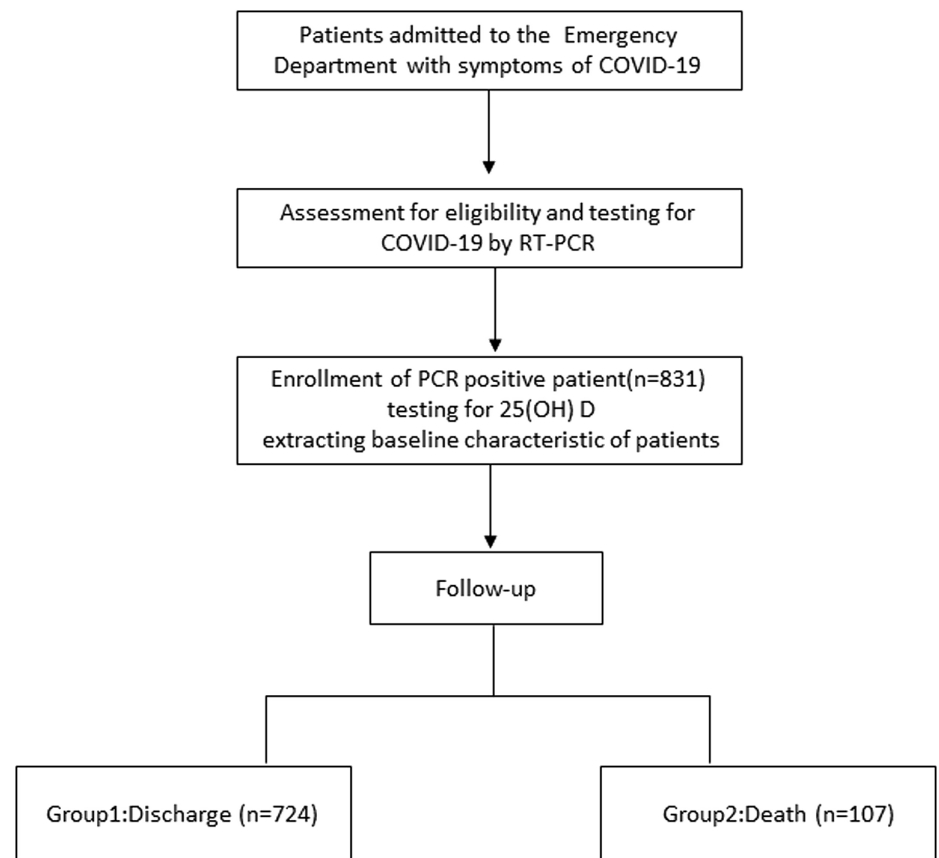 Patients admitted to the Emergency
Department with symptoms of COVID-19
Assessment for eligibility and testing for
COVID-19 by RT-PCR
Enrollment of PCR positive patient(n=831)
testing for 25(OH) D
extracting baseline characteristic of patients
Follow-up
Group1:Discharge (n=724)
Group2:Death (n=107)